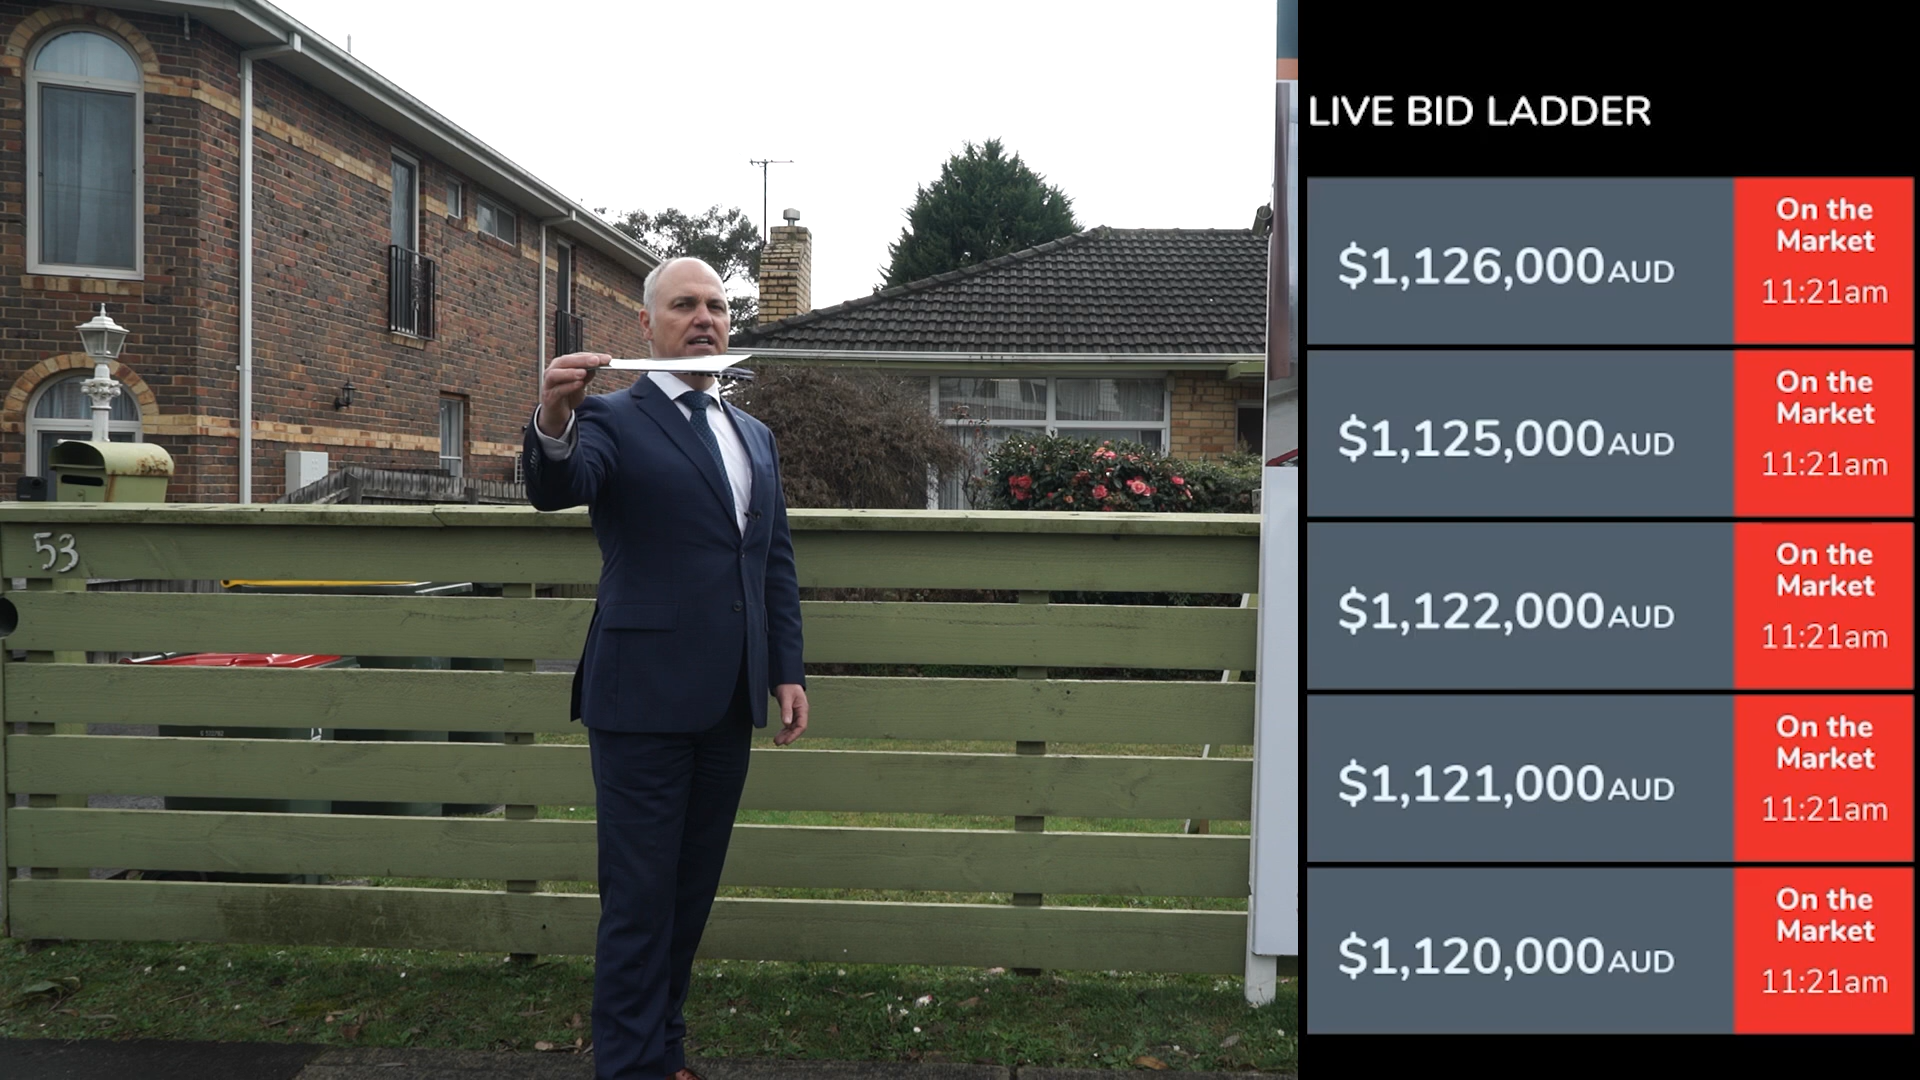 53
LIVE BID LADDER
$1,126,000AUD
On the
Market
11:21am
$1,125,000AUD
On the
Market
11:21am
$1,122,000AUD
On the
Market
11:21am
$1,121,000AUD
On the
Market
11:21am
$1,120,000AUD
On the
Market
11:21am